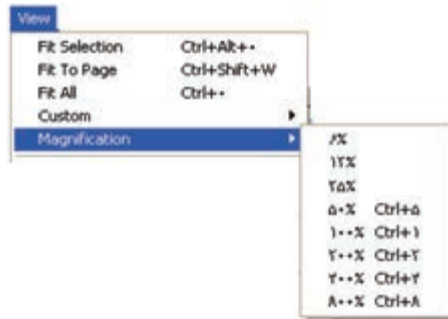 View
Fit Selection Ctrl+Alt+۰
Fit To Page Ctrl+Shift+W
Fit All Ctrl+۰
Custom
Magnification
۶%
۱۲%
۲۵%
۵۰% Ctrl+۵
۱۰۰% Ctrl+۱
۲۰۰% Ctrl+۲
۴۰۰% Ctrl+۴
۸۰۰% Ctrl+۸